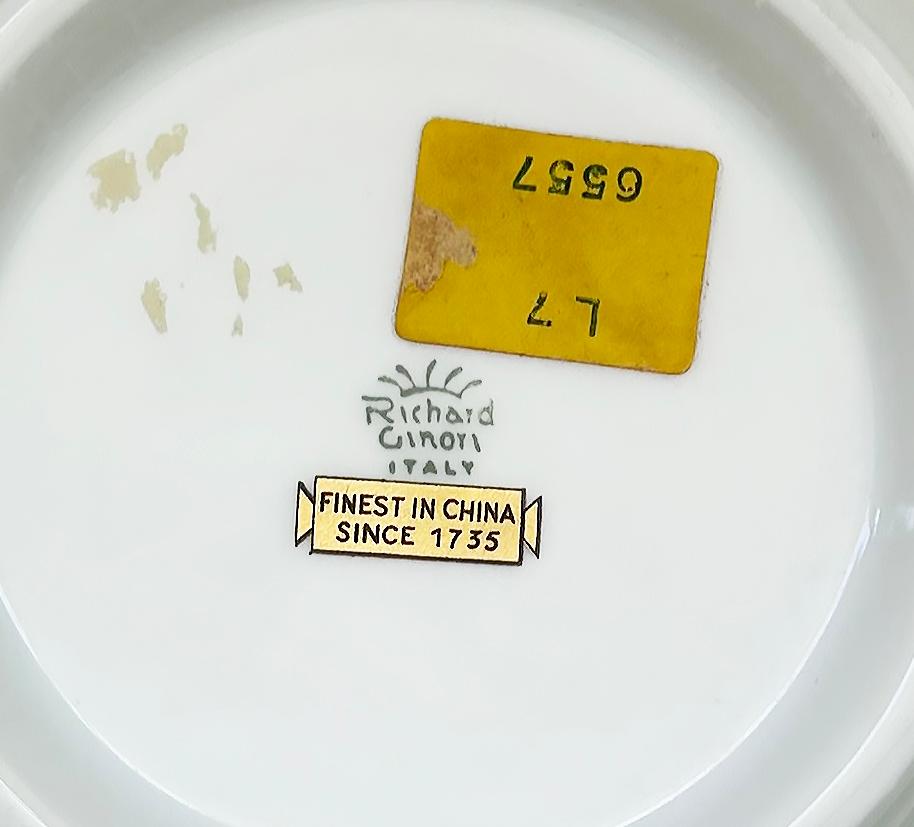 L 7
6557
Richard
Ginori
ITALY
FINEST IN CHINA
SINCE 1735